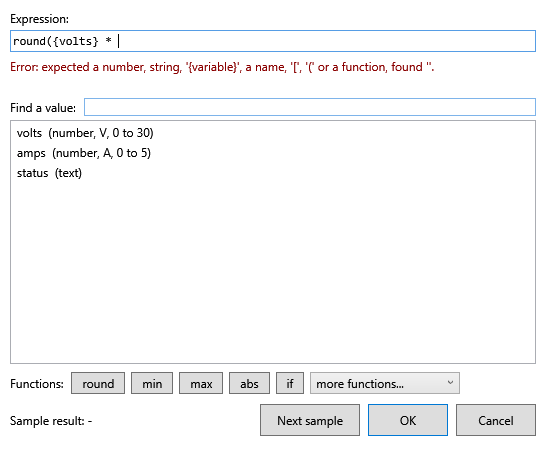 Expression:
round({volts} *
Error: expected a number, string, '{variable}', a name, '[', '(' or a function, found ''.
Find a value:
volts (number, V, 0 to 30)
amps (number, A, 0 to 5)
status (text)
Functions: round min max abs if more functions...
Sample result: - Next sample OK Cancel